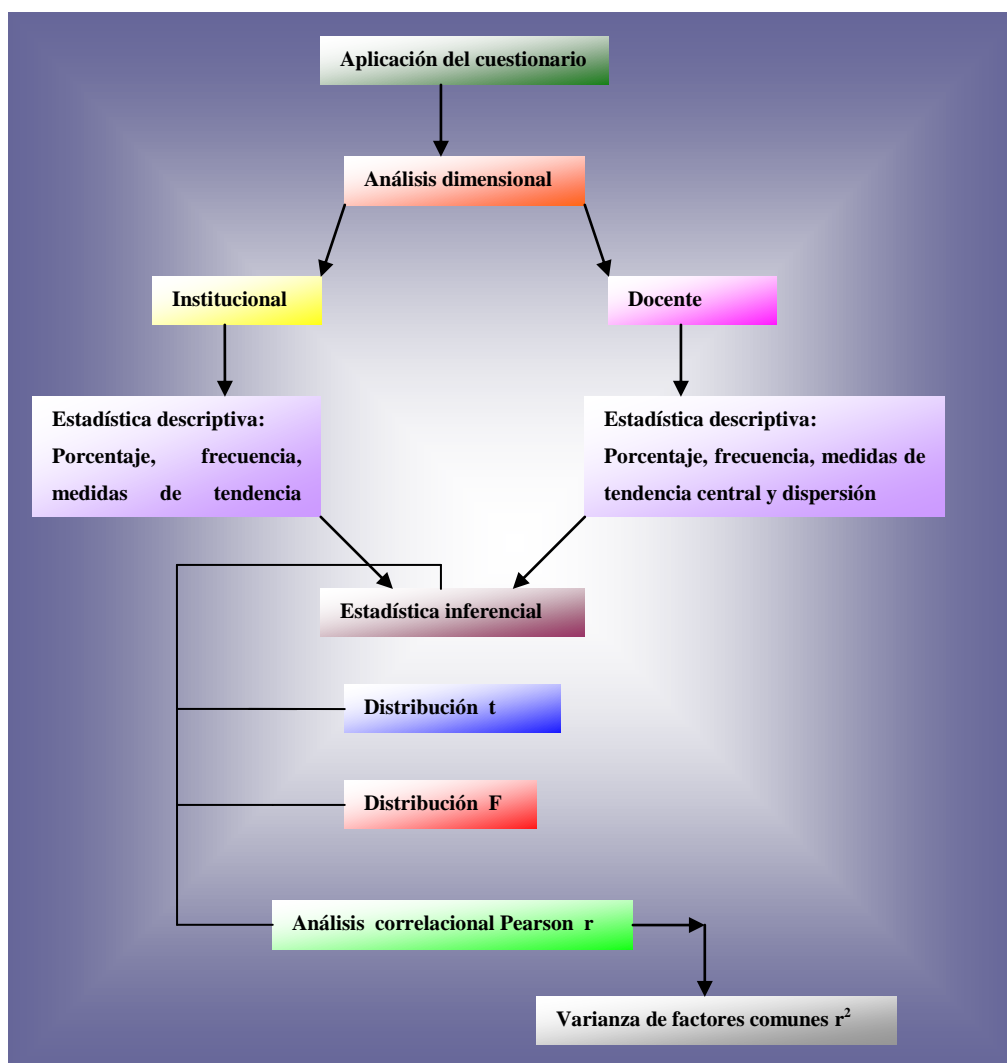 Aplicación del cuestionario
Análisis dimensional
Institucional
Docente
Estadística descriptiva:
Porcentaje, frecuencia,
medidas de tendencia
Estadística descriptiva:
Porcentaje, frecuencia, medidas de
tendencia central y dispersión
Estadística inferencial
Distribución t
Distribución F
Análisis correlacional Pearson r
Varianza de factores comunes r²